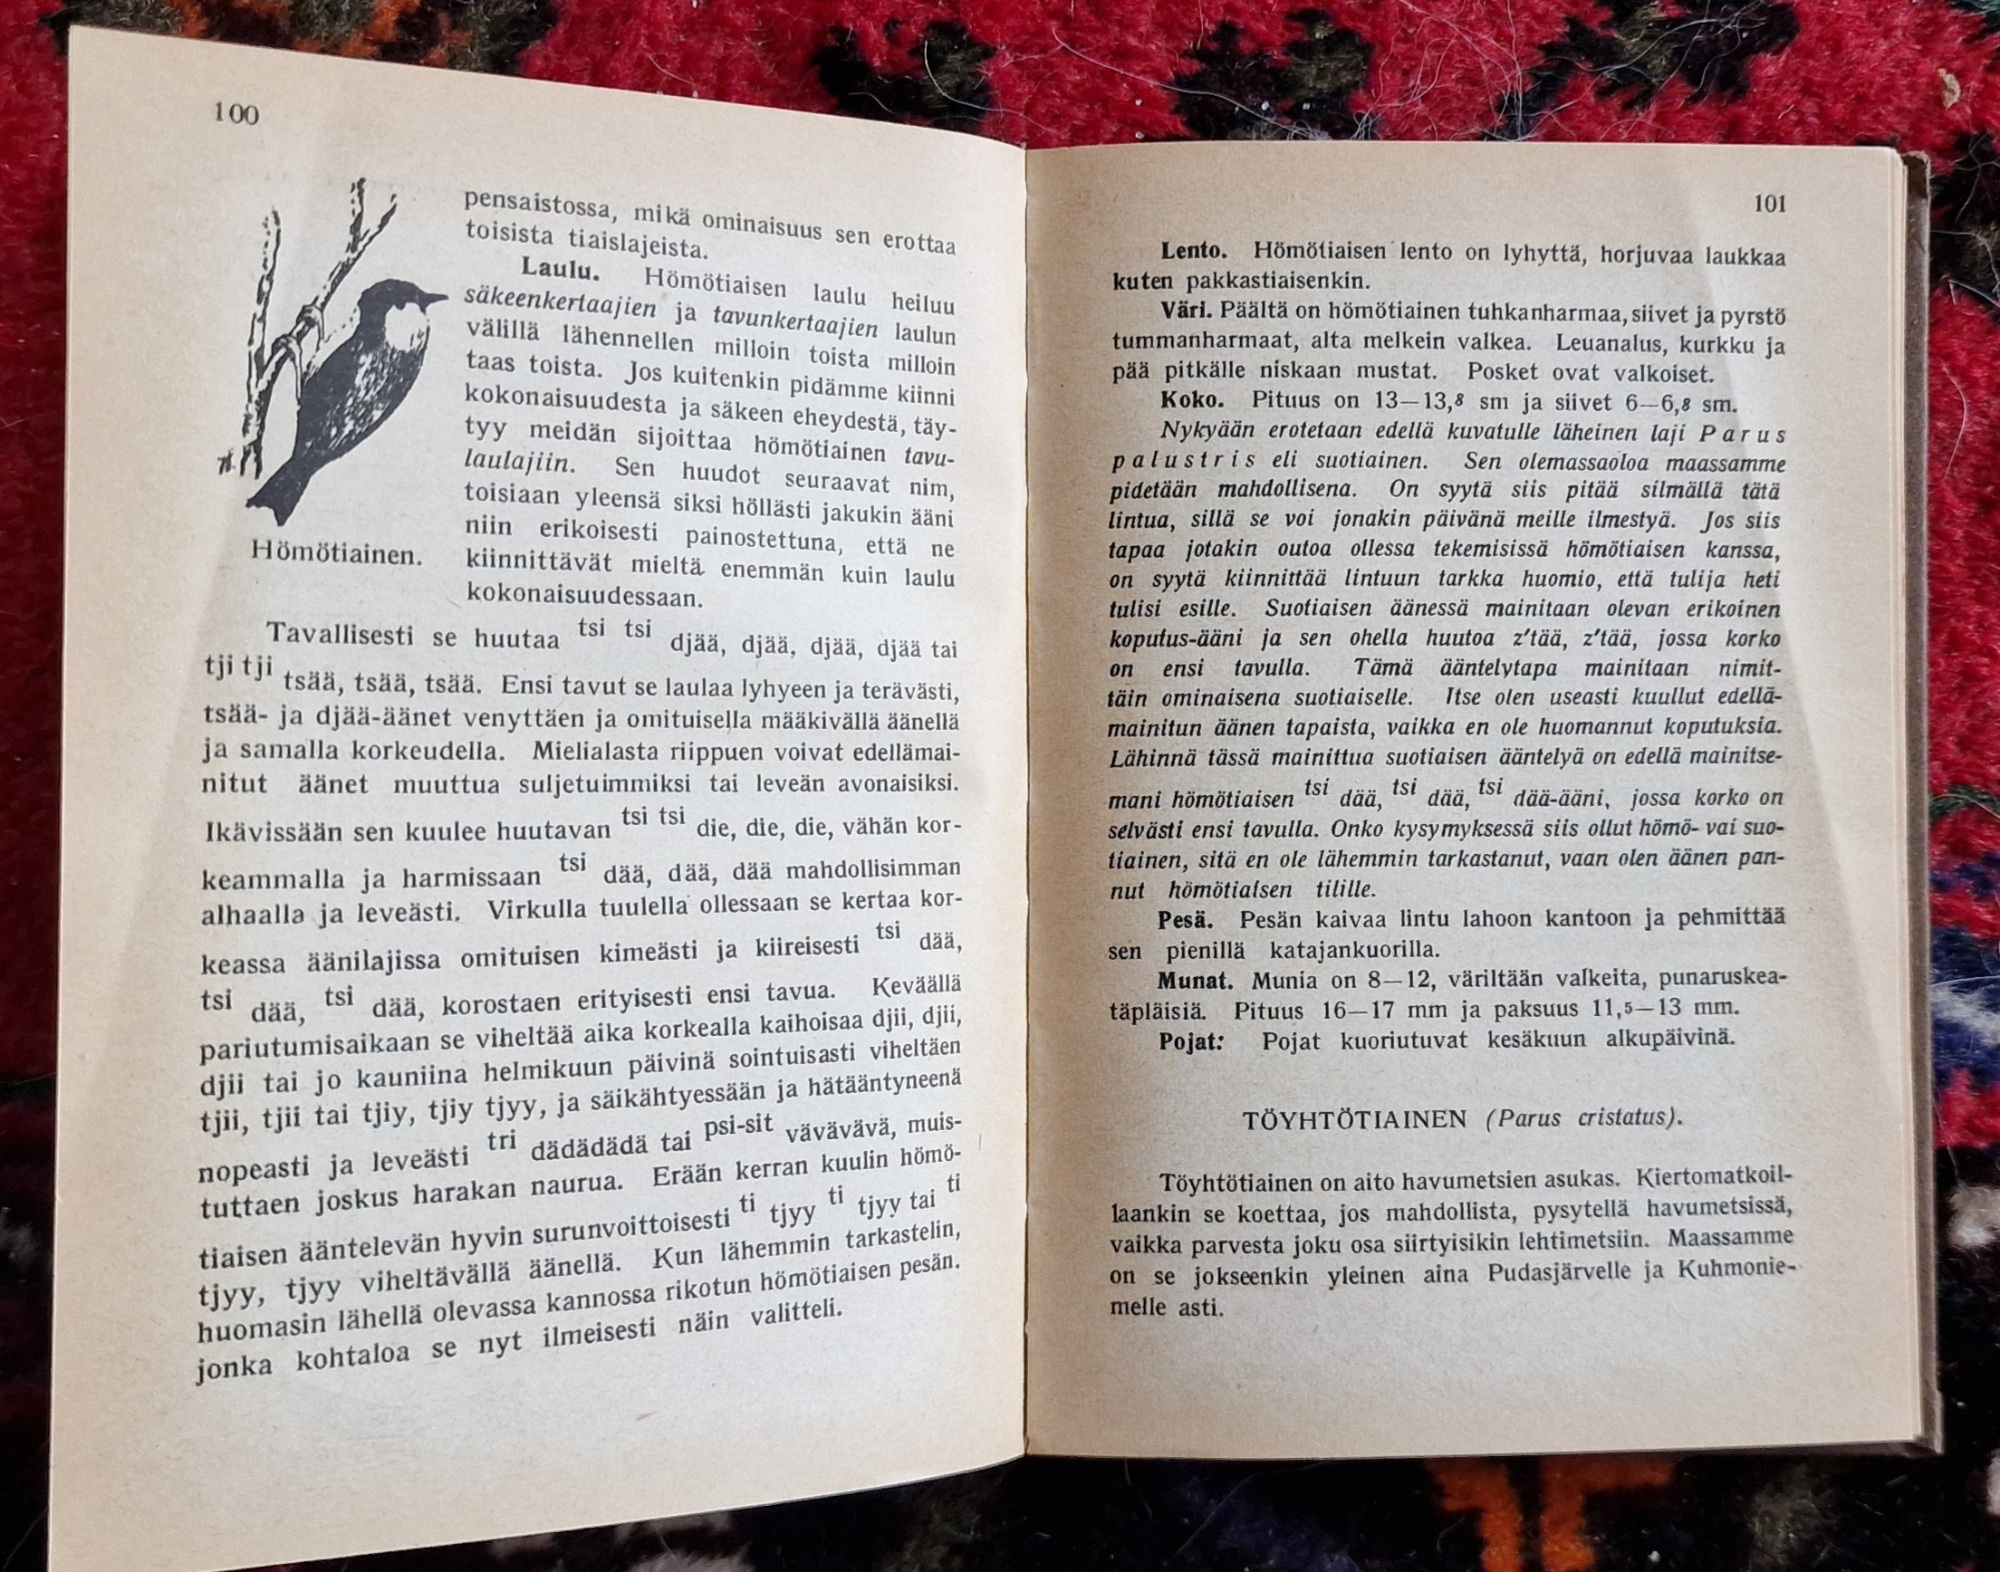 100
pensaistossa, mikä ominaisuus sen erottaa
toisista tiaislajeista.
Laulu. Hömötiaisen laulu heiluu
säkeenkertaajien ja tavunkertaajien laulun
välillä lähennellen milloin toista milloin
taas toista. Jos kuitenkin pidämme kiinni
kokonaisuudesta ja säkeen eheydestä, täy-
tyy meidän sijoittaa hömötiainen tavu-
laulajiin. Sen huudot seuraavat nim,
toisiaan yleensä siksi höllästi jakukin ääni
niin erikoisesti painostettuna, että ne
kiinnittävät mieltä enemmän kuin laulu
kokonaisuudessaan.
Hömötiainen.
Tavallisesti se huutaa tsi tsi djää, djää, djää, djää tai
tji tji tsää, tsää, tsää. Ensi tavut se laulaa lyhyeen ja terävästi,
tsää- ja djää-äänet venyttäen ja omituisella määkivällä äänellä
ja samalla korkeudella. Mielialasta riippuen voivat edellämai-
nitut äänet muuttua suljetuimmiksi tai leveän avonaisiksi.
Ikävissään sen kuulee huutavan tsi tsi die, die, die, vähän kor-
keammalla ja harmissaan tsi dää, dää, dää mahdollisimman
alhaalla ja leveästi. Virkulla tuulella ollessaan se kertaa kor-
keassa äänilajissa omituisen kimeästi ja kiireisesti tsi dää,
tsi dää, tsi dää, korostaen erityisesti ensi tavua. Keväällä
pariutumisaikaan se viheltää aika korkealla kaihoisaa djii, djii,
djii tai jo kauniina helmikuun päivinä sointuisasti viheltäen
tjii, tjii tai tjiy, tjiy tjyy, ja säikähtyessään ja hätääntyneenä
nopeasti ja leveästi tri dädädädä tai psi-sit vävävävä, muis-
tuttaen joskus harakan naurua. Erään kerran kuulin hömö-
tiaisen ääntelevän hyvin surunvoittoisesti ti tjyy ti tjyy tai ti
tjyy, tjyy viheltävällä äänellä. Kun lähemmin tarkastelin,
huomasin lähellä olevassa kannossa rikotun hömötiaisen pesän.
jonka kohtaloa se nyt ilmeisesti näin valitteli.
101
Lento. Hömötiaisen lento on lyhyttä, horjuvaa laukkaa
kuten pakkastiaisenkin.
Väri. Päältä on hömötiainen tuhkanharmaa, siivet ja pyrstö
tummanharmaat, alta melkein valkea. Leuanalus, kurkku ja
pää pitkälle niskaan mustat. Posket ovat valkoiset.
Koko. Pituus on 13—13,8 sm ja siivet 6—6,8 sm.
Nykyään erotetaan edellä kuvatulle läheinen laji Parus
palustris eli suotiainen. Sen olemassaoloa maassamme
pidetään mahdollisena. On syytä siis pitää silmällä tätä
lintua, sillä se voi jonakin päivänä meille ilmestyä. Jos siis
tapaa jotakin outoa ollessa tekemisissä hömötiaisen kanssa,
on syytä kiinnittää lintuun tarkka huomio, että tulija heti
tulisi esille. Suotiaisen äänessä mainitaan olevan erikoinen
koputus-ääni ja sen ohella huutoa z'tää, z'tää, jossa korko
on ensi tavulla. Tämä ääntelytapa mainitaan nimit-
täin ominaisena suotiaiselle. Itse olen useasti kuullut edellä-
mainitun äänen tapaista, vaikka en ole huomannut koputuksia.
Lähinnä tässä mainittua suotiaisen ääntelyä on edellä mainitse-
mani hömötiaisen tsi dää, tsi dää, tsi dää-ääni, jossa korko on
selvästi ensi tavulla. Onko kysymyksessä siis ollut hömö- vai suo-
tiainen, sitä en ole lähemmin tarkastanut, vaan olen äänen pan-
nut hömötiaisen tilille.
Pesä. Pesän kaivaa lintu lahoon kantoon ja pehmittää
sen pienillä katajankuorilla.
Munat. Munia on 8—12, väriltään valkeita, punaruskea-
täpläisiä. Pituus 16—17 mm ja paksuus 11,5—13 mm.
Pojat: Pojat kuoriutuvat kesäkuun alkupäivinä.
TÖYHTÖTIAINEN (Parus cristatus).
Töyhtötiainen on aito havumetsien asukas. Kiertomatkoil-
laankin se koettaa, jos mahdollista, pysytellä havumetsissä,
vaikka parvesta joku osa siirtyisikin lehtimetsiin. Maassamme
on se jokseenkin yleinen aina Pudasjärvelle ja Kuhmonie-
melle asti.